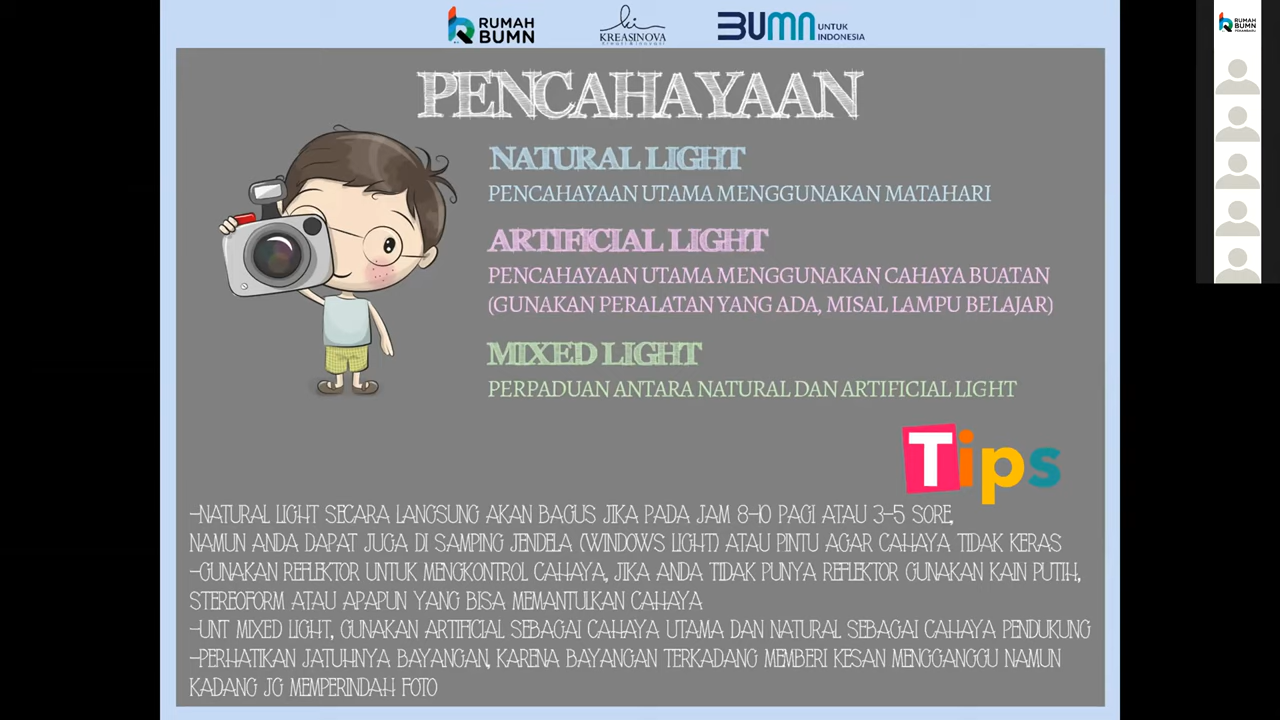 RUMAH BUMN
KREASINOVA
Kreasi & Inovasi
BUMN UNTUK INDONESIA
RUMAH BUMN
PEKANBARU
PENCAHAYAAN
NATURAL LIGHT
PENCAHAYAAN UTAMA MENGGUNAKAN MATAHARI
ARTIFICIAL LIGHT
PENCAHAYAAN UTAMA MENGGUNAKAN CAHAYA BUATAN
(GUNAKAN PERALATAN YANG ADA, MISAL LAMPU BELAJAR)
MIXED LIGHT
PERPADUAN ANTARA NATURAL DAN ARTIFICIAL LIGHT
Tips
-NATURAL LIGHT SECARA LANGSUNG AKAN BAGUS JIKA PADA JAM 8-10 PAGI ATAU 3-5 SORE,
NAMUN ANDA DAPAT JUGA DI SAMPING JENDELA (WINDOWS LIGHT) ATAU PINTU AGAR CAHAYA TIDAK KERAS
-GUNAKAN REFLEKTOR UNTUK MENGKONTROL CAHAYA, JIKA ANDA TIDAK PUNYA REFLEKTOR GUNAKAN KAIN PUTIH,
STEREOFORM ATAU APAPUN YANG BISA MEMANTULKAN CAHAYA
-UNT MIXED LIGHT, GUNAKAN ARTIFICIAL SEBAGAI CAHAYA UTAMA DAN NATURAL SEBAGAI CAHAYA PENDUKUNG
-PERHATIKAN JATUHNYA BAYANGAN, KARENA BAYANGAN TERKADANG MEMBERI KESAN MENGGANGGU NAMUN
KADANG JG MEMPERINDAH FOTO